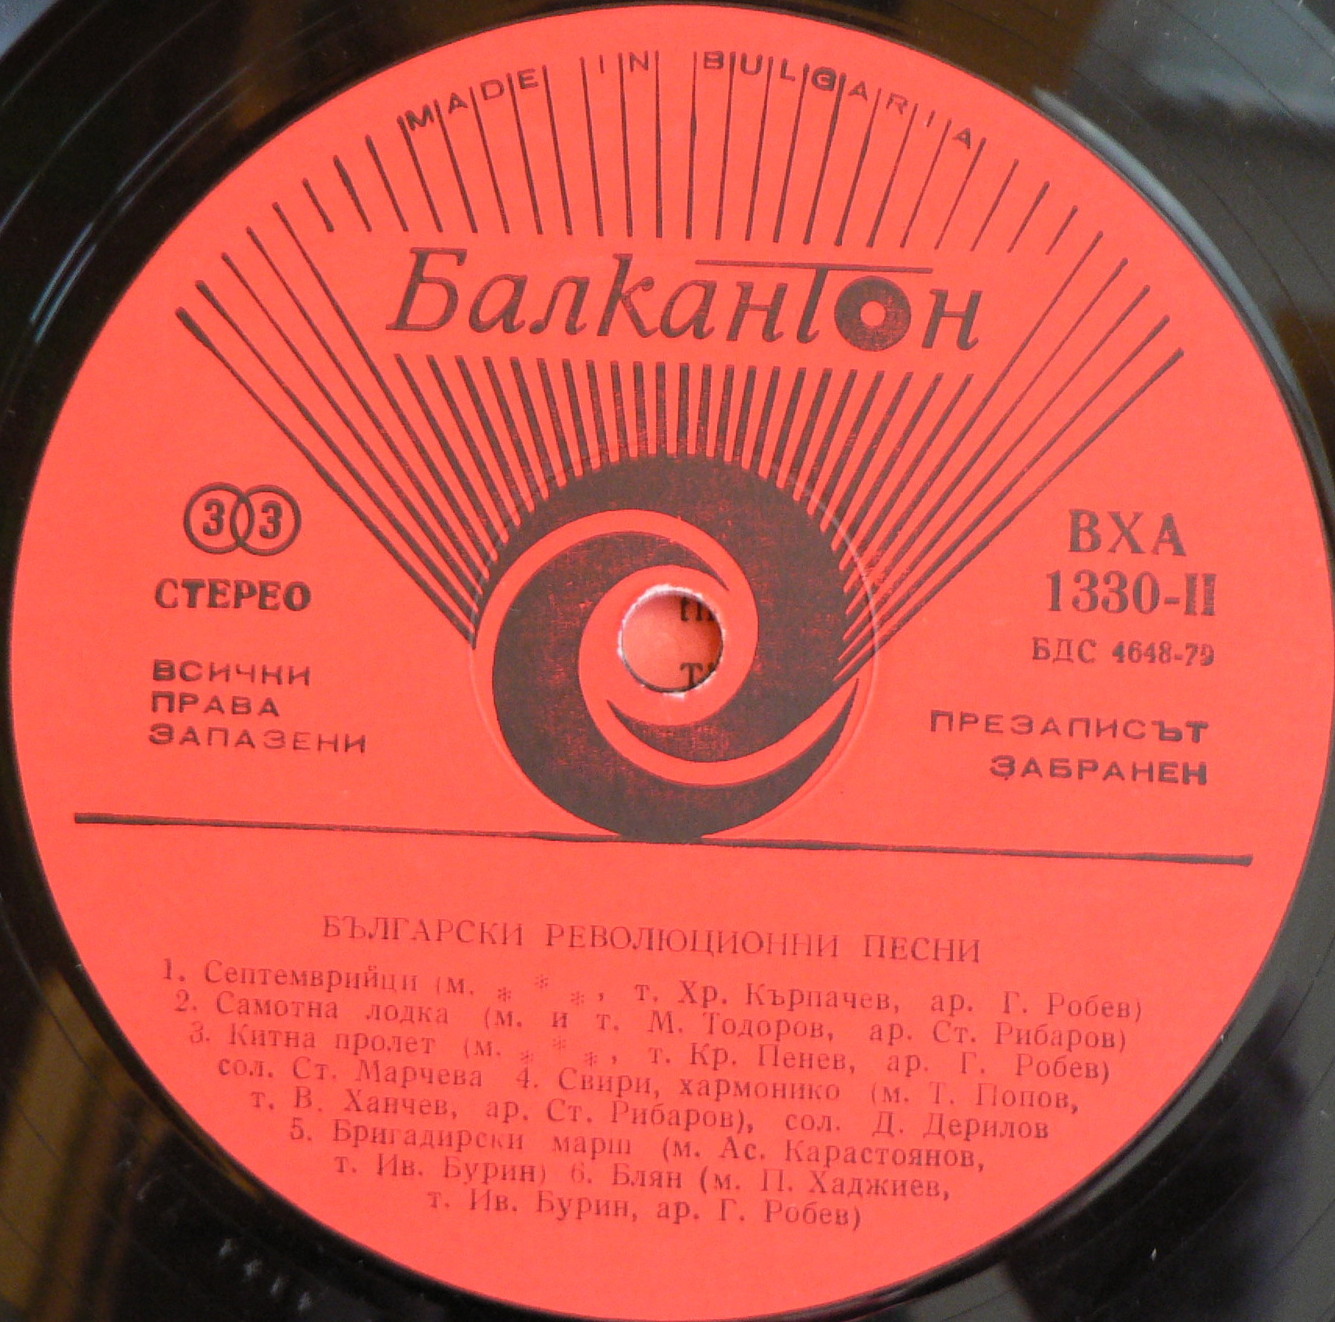 MADE IN BULGARIA
Балкантон
33
СТЕРЕО
ВСИЧКИ
ПРАВА
ЗАПАЗЕНИ
ВХА
1330-II
БДС 4648-79
ПРЕЗАПИСЪТ
ЗАБРАНЕН
БЪЛГАРСКИ РЕВОЛЮЦИОННИ ПЕСНИ
1. Септемврийци (м. * * *, т. Хр. Кърпачев, ар. Г. Робев)
2. Самотна лодка (м. и т. М. Тодоров, ар. Ст. Рибаров)
3. Китна пролет (м. * * *, т. Кр. Пенев, ар. Г. Робев)
сол. Ст. Марчева 4. Свири, хармонико (м. Т. Попов,
т. В. Ханчев, ар. Ст. Рибаров), сол. Д. Дерилов
5. Бригадирски марш (м. Ас. Карастоянов,
т. Ив. Бурин) 6. Блян (м. П. Хаджиев,
т. Ив. Бурин, ар. Г. Робев)